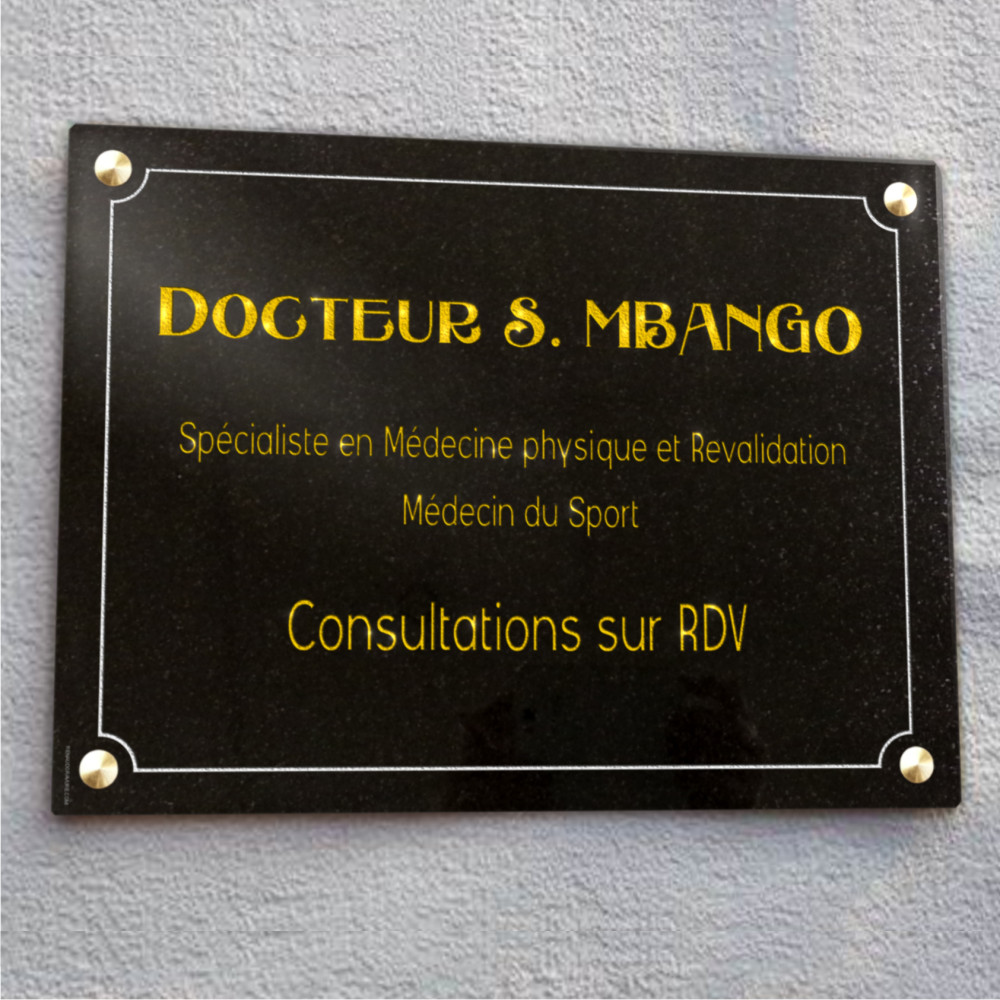 DOCTEUR S. MBANGO
Spécialiste en Médecine physique et Revalidation
Médecin du Sport
Consultations sur RDV